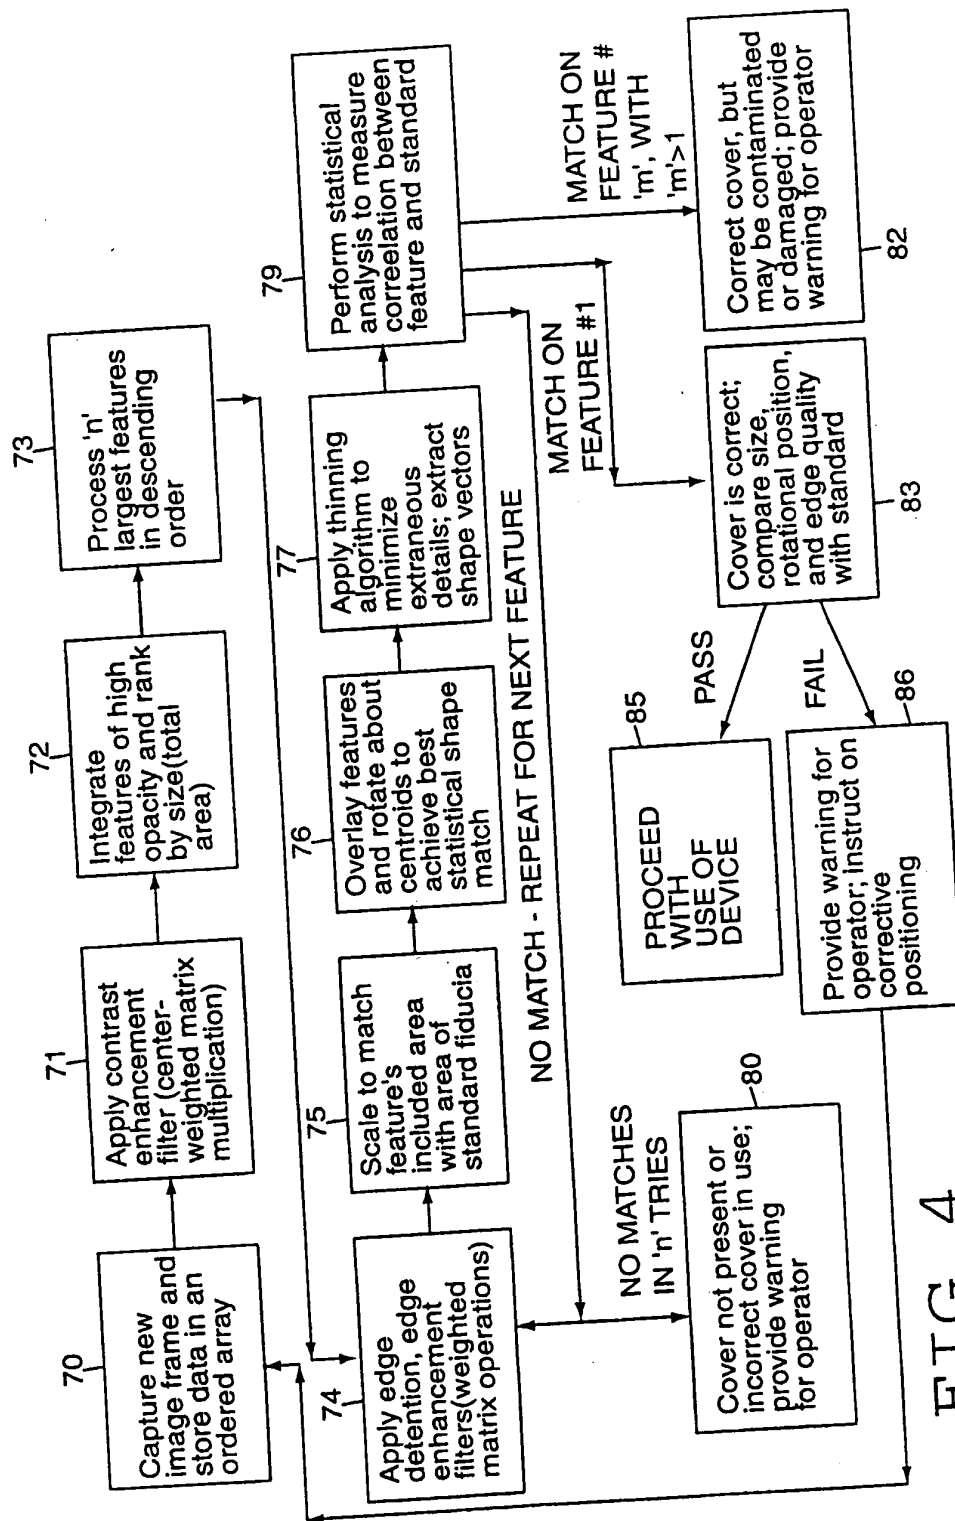 70
Capture new
image frame and
store data in an
ordered array
71
Apply contrast
enhancement
filter (center-
weighted matrix
multiplication)
72
Integrate
features of high
opacity and rank
by size(total
area)
73
Process 'n'
largest features
in descending
order
74
Apply edge
detention, edge
enhancement
filters(weighted
matrix operations)
75
Scale to match
feature's
included area
with area of
standard fiducia
76
Overlay features
and rotate about
centroids to
achieve best
statistical shape
match
77
Apply thinning
algorithm to
minimize
extraneous
details; extract
shape vectors
79
Perform statistical
analysis to measure
correelation between
feature and standard
NO MATCH - REPEAT FOR NEXT FEATURE
MATCH ON
FEATURE #1
MATCH ON
FEATURE #
'm', WITH
'm'>1
NO MATCHES
IN 'n' TRIES
80
Cover not present or
incorrect cover in use;
provide warning
for operator
85
PROCEED
WITH
USE OF
DEVICE
PASS
FAIL
86
Provide warning for
operator; instruct on
corrective
positioning
Cover is correct;
compare size,
rotational position,
and edge quality
with standard
83
Correct cover, but
may be contaminated
or damaged; provide
warning for operator
82
FIG 4